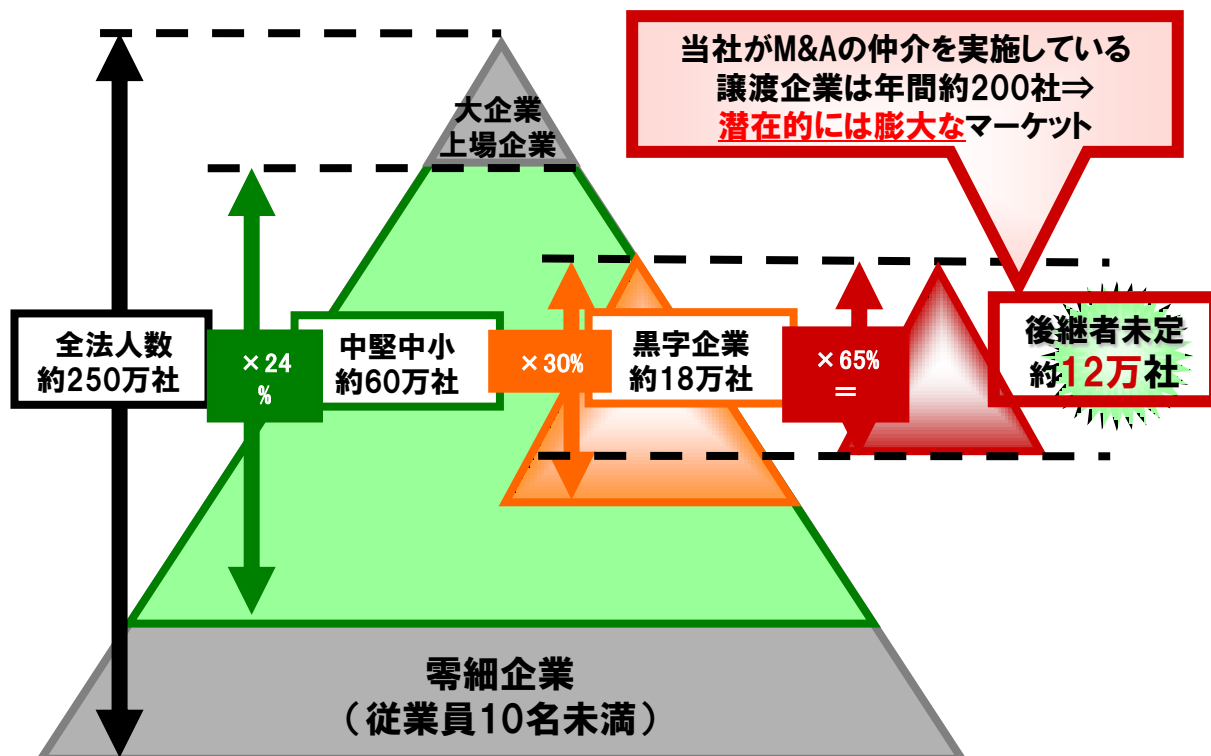 当社がM&Aの仲介を実施している
譲渡企業は年間約200社⇒
潜在的には膨大なマーケット
大企業
上場企業
全法人数
約250万社
×24
%
中堅中小
約60万社
×30%
黒字企業
約18万社
×65%
=
後継者未定
約12万社
零細企業
(従業員10名未満)